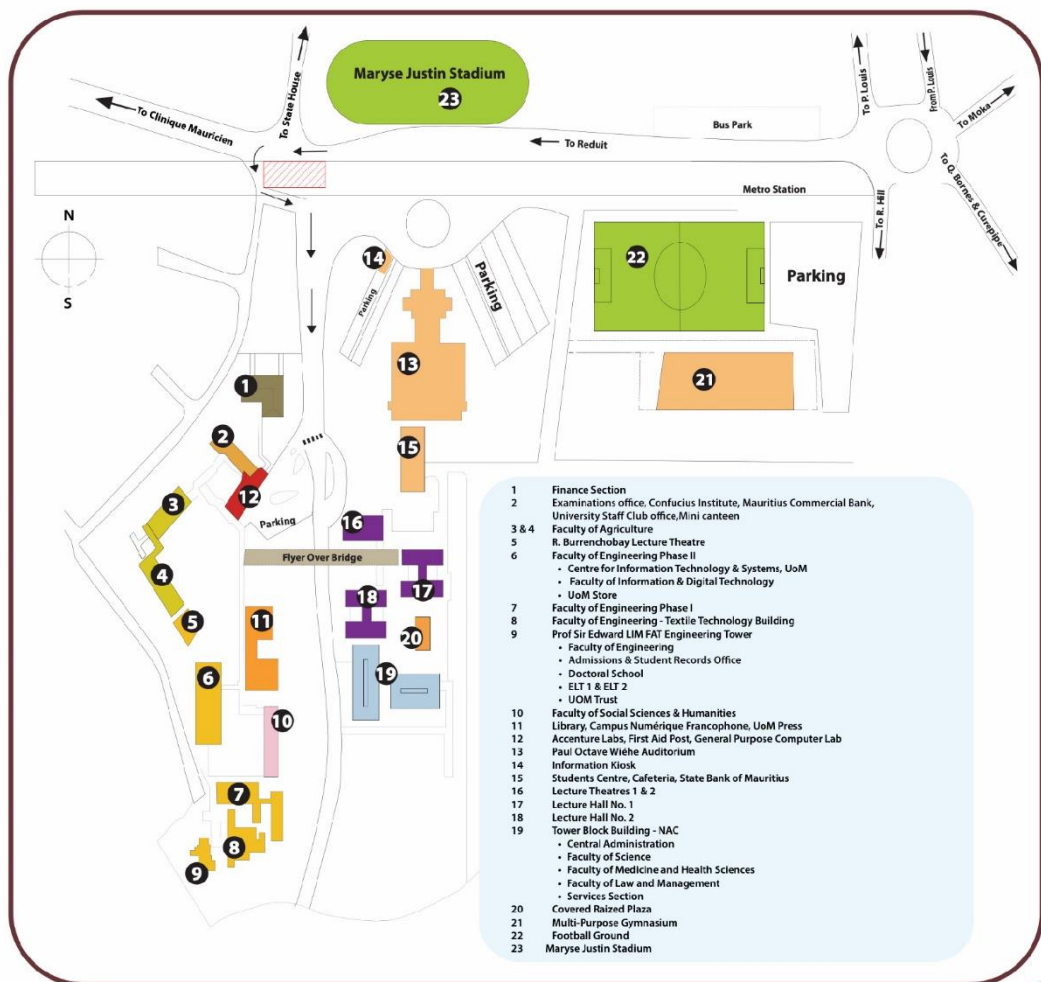 Maryse Justin Stadium
23
To State House
To Clinique Mauricien
To P. Louis
From P. Louis
To Moka
Bus Park
To Reduit
To Q. Bornes & Curepipe
Metro Station
To R. Hill
N
S
14
Parking
Parking
22
Parking
13
21
1
2
15
12
3
Parking
16
Flyer Over Bridge
4
17
18
5
11
20
6
19
10
7
8
9
1 Finance Section
2 Examinations office, Confucius Institute, Mauritius Commercial Bank,
University Staff Club office,Mini canteen
3 & 4 Faculty of Agriculture
5 R. Burrenchobay Lecture Theatre
6 Faculty of Engineering Phase II
• Centre for Information Technology & Systems, UoM
• Faculty of Information & Digital Technology
• UoM Store
7 Faculty of Engineering Phase I
8 Faculty of Engineering - Textile Technology Building
9 Prof Sir Edward LIM FAT Engineering Tower
• Faculty of Engineering
• Admissions & Student Records Office
• Doctoral School
• ELT 1 & ELT 2
• UOM Trust
10 Faculty of Social Sciences & Humanities
11 Library, Campus Numérique Francophone, UoM Press
12 Accenture Labs, First Aid Post, General Purpose Computer Lab
13 Paul Octave Wiéhe Auditorium
14 Information Kiosk
15 Students Centre, Cafeteria, State Bank of Mauritius
16 Lecture Theatres 1 & 2
17 Lecture Hall No. 1
18 Lecture Hall No. 2
19 Tower Block Building - NAC
• Central Administration
• Faculty of Science
• Faculty of Medicine and Health Sciences
• Faculty of Law and Management
• Services Section
20 Covered Raized Plaza
21 Multi-Purpose Gymnasium
22 Football Ground
23 Maryse Justin Stadium